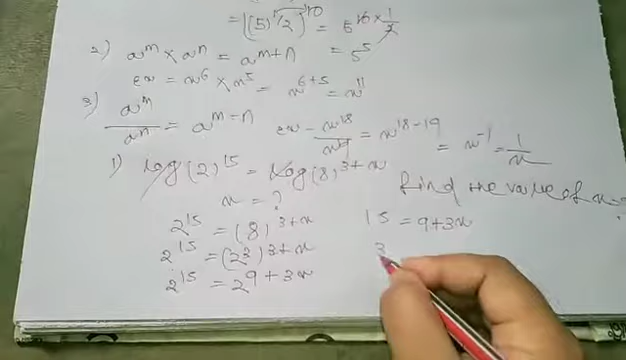 = ((5)^1/2)^10 = 5^10 × 1/2
2) a^m × a^n = a^m+n = 5^5
ex = x^6 × x^5 = x^6+5 = x^11
3) a^m/a^n = a^m-n ex - x^18/x^19 = x^18-19 = x^-1 = 1/x
1) log(2)^15 = log(8)^3+x
x = ? Find the value of x = ?
2^15 = (8)^3+x 15 = 9+3x
2^15 = (2^3)^3+x 3
2^15 = 2^9+3x